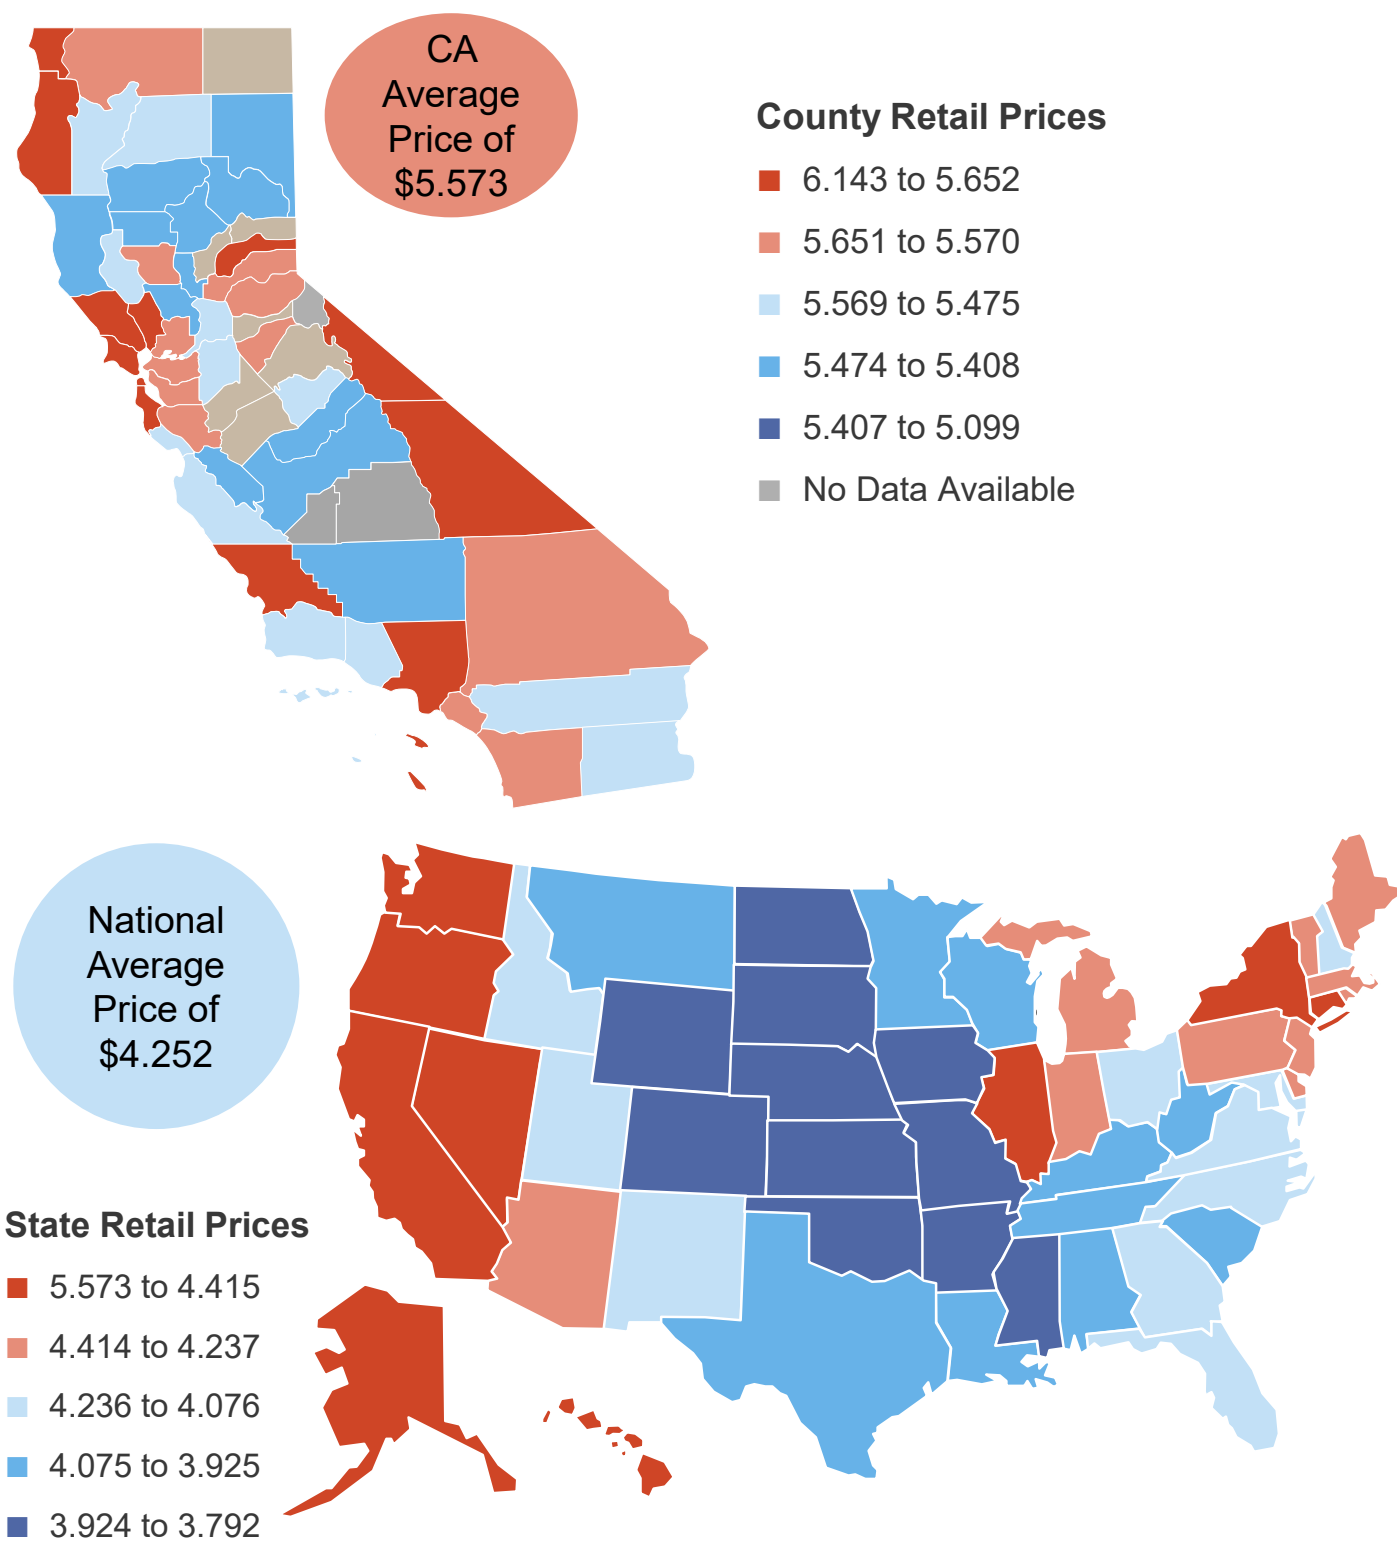 CA
Average
Price of
$5.573
County Retail Prices
6.143 to 5.652
5.651 to 5.570
5.569 to 5.475
5.474 to 5.408
5.407 to 5.099
No Data Available
National
Average
Price of
$4.252
State Retail Prices
5.573 to 4.415
4.414 to 4.237
4.236 to 4.076
4.075 to 3.925
3.924 to 3.792